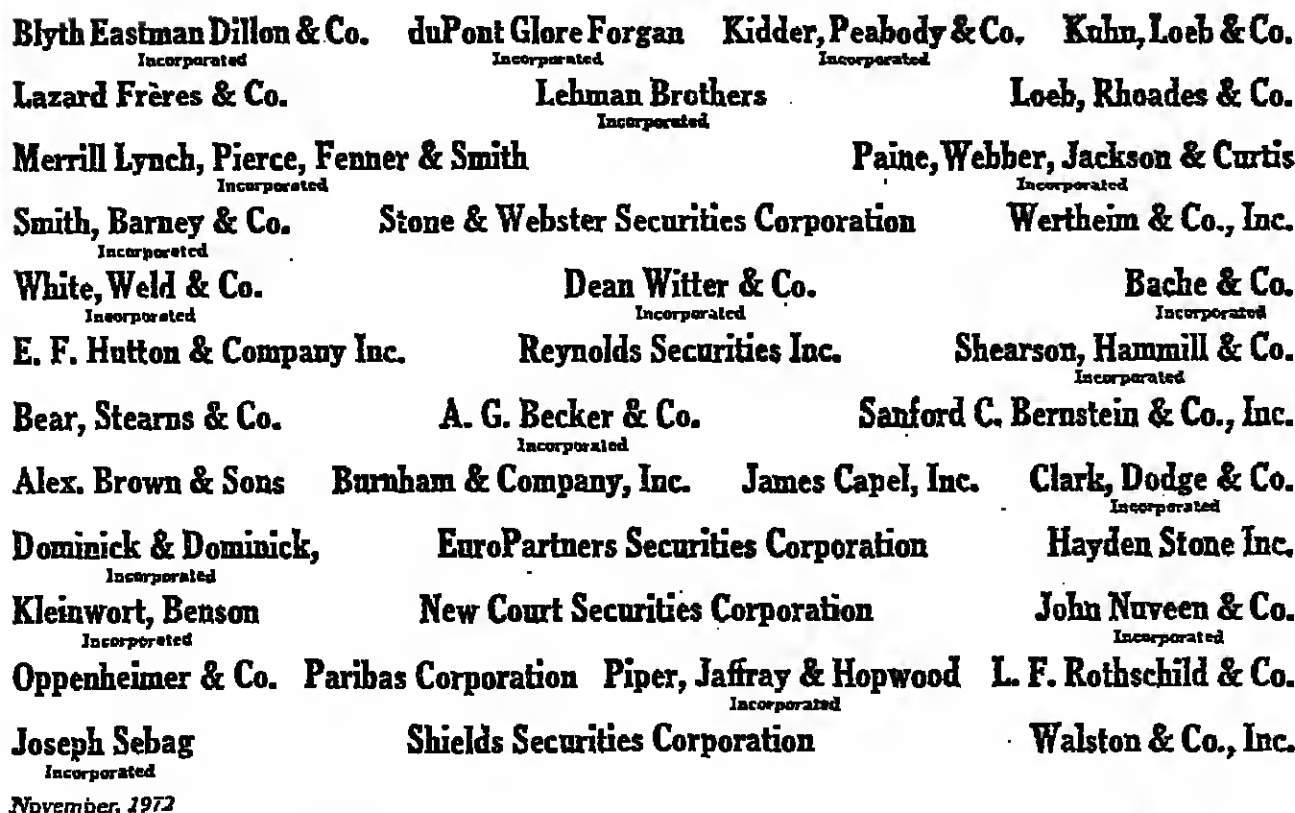 Blyth Eastman Dillon & Co. duPont Glore Forgan Kidder, Peabody & Co. Kuhn, Loeb & Co.
Incorporated Incorporated Incorporated
Lazard Frères & Co. Lehman Brothers Loeb, Rhoades & Co.
Incorporated
Merrill Lynch, Pierce, Fenner & Smith Paine, Webber, Jackson & Curtis
Incorporated Incorporated
Smith, Barney & Co. Stone & Webster Securities Corporation Wertheim & Co., Inc.
Incorporated
White, Weld & Co. Dean Witter & Co. Bache & Co.
Incorporated Incorporated Incorporated
E. F. Hutton & Company Inc. Reynolds Securities Inc. Shearson, Hammill & Co.
Incorporated
Bear, Stearns & Co. A. G. Becker & Co. Sanford C. Bernstein & Co., Inc.
Incorporated
Alex. Brown & Sons Burnham & Company, Inc. James Capel, Inc. Clark, Dodge & Co.
Incorporated
Dominick & Dominick, EuroPartners Securities Corporation Hayden Stone Inc.
Incorporated
Kleinwort, Benson New Court Securities Corporation John Nuveen & Co.
Incorporated Incorporated
Oppenheimer & Co. Paribas Corporation Piper, Jaffray & Hopwood L. F. Rothschild & Co.
Incorporated
Joseph Sebag Shields Securities Corporation Walston & Co., Inc.
Incorporated
November, 1972